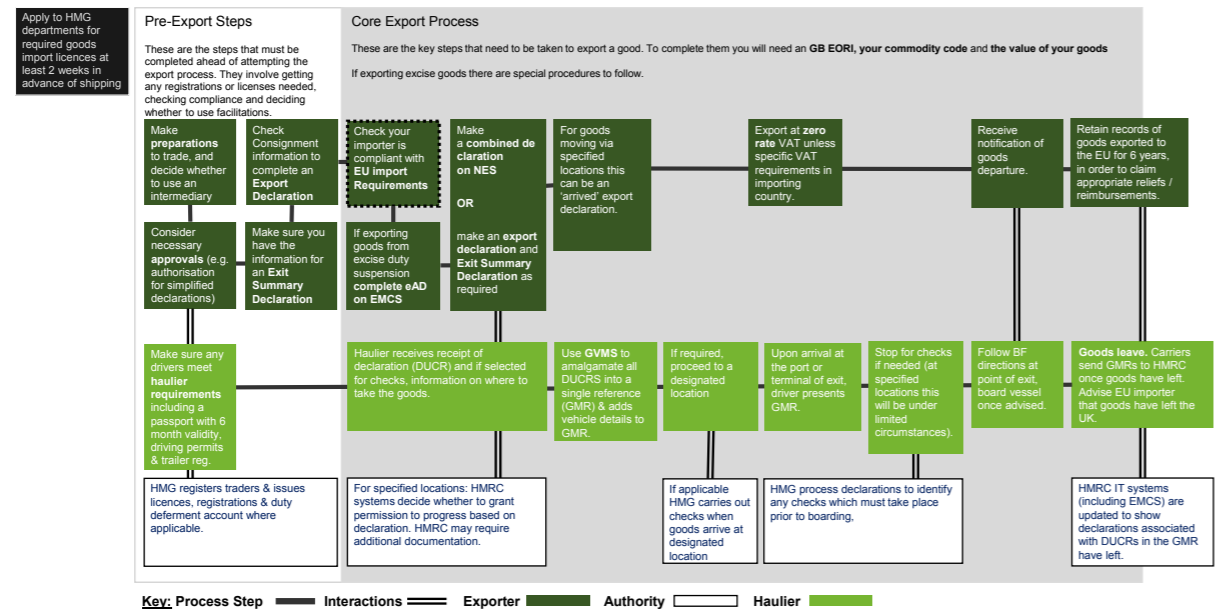 Apply to HMG
departments for
required goods
import licences at
least 2 weeks in
advance of shipping
Pre-Export Steps
These are the steps that must be
completed ahead of attempting the
export process. They involve getting
any registrations or licenses needed,
checking compliance and deciding
whether to use facilitations.
Core Export Process
These are the key steps that need to be taken to export a good. To complete them you will need an GB EORI, your commodity code and the value of your goods
If exporting excise goods there are special procedures to follow.
Make
preparations
to trade, and
decide whether
to use an
intermediary
Check
Consignment
information to
complete an
Export
Declaration
Check your
importer is
compliant with
EU import
Requirements
Make
a combined de
claration
on NES
OR
make an export
declaration and
Exit Summary
Declaration as
required
For goods
moving via
specified
locations this
can be an
'arrived' export
declaration.
Export at zero
rate VAT unless
specific VAT
requirements in
importing
country.
Receive
notification of
goods
departure.
Retain records of
goods exported to
the EU for 6 years,
in order to claim
appropriate reliefs /
reimbursements.
Consider
necessary
approvals (e.g.
authorisation
for simplified
declarations)
Make sure you
have the
information for
an Exit
Summary
Declaration
If exporting
goods from
excise duty
suspension
complete eAD
on EMCS
Make sure any
drivers meet
haulier
requirements
including a
passport with 6
month validity,
driving permits
& trailer reg.
Haulier receives receipt of
declaration (DUCR) and if selected
for checks, information on where to
take the goods.
Use GVMS to
amalgamate all
DUCRS into a
single reference
(GMR) & adds
vehicle details to
GMR.
If required,
proceed to a
designated
location
Upon arrival at
the port or
terminal of exit,
driver presents
GMR.
Stop for checks
if needed (at
specified
locations this
will be under
limited
circumstances).
Follow BF
directions at
point of exit,
board vessel
once advised.
Goods leave. Carriers
send GMRs to HMRC
once goods have left.
Advise EU importer
that goods have left the
UK.
HMG registers traders & issues
licences, registrations & duty
deferment account where
applicable.
For specified locations: HMRC
systems decide whether to grant
permission to progress based on
declaration. HMRC may require
additional documentation.
If applicable
HMG carries out
checks when
goods arrive at
designated
location
HMG process declarations to identify
any checks which must take place
prior to boarding,
HMRC IT systems
(including EMCS) are
updated to show
declarations associated
with DUCRs in the GMR
have left.
Key: Process Step Interactions Exporter Authority Haulier